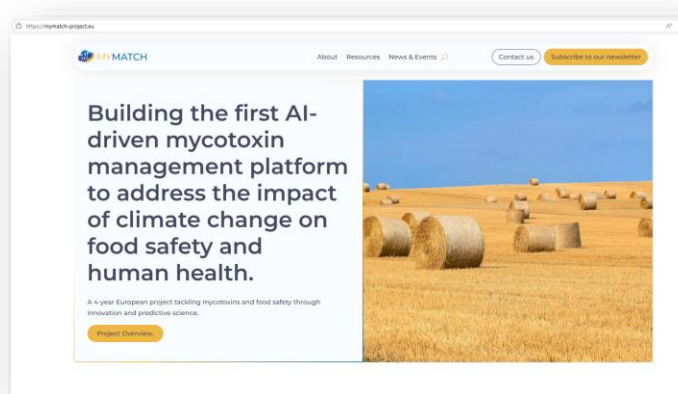 https://mymatch-project.eu
MYMATCH
About Resources News & Events
Contact us
Subscribe to our newsletter
Building the first AI-
driven mycotoxin
management platform
to address the impact
of climate change on
food safety and
human health.
A 4-year European project tackling mycotoxins and food safety through
innovation and predictive science.
Project Overview